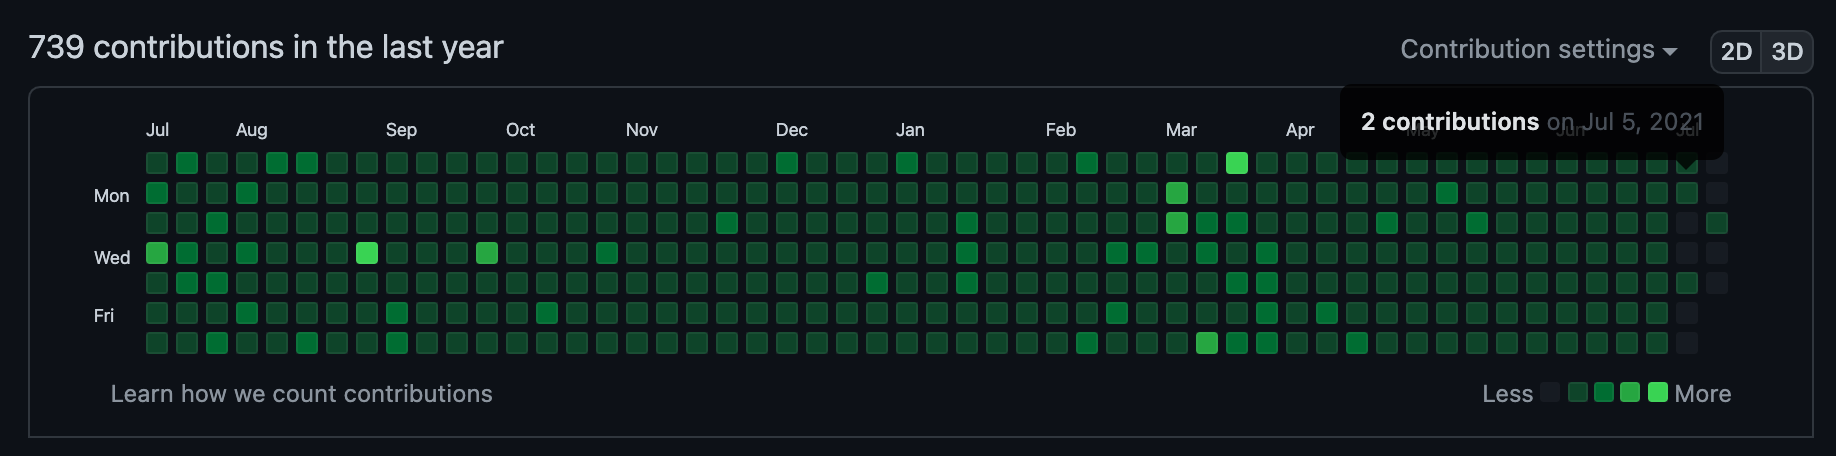 739 contributions in the last year
Contribution settings
2D 3D
2 contributions on Jul 5, 2021
Jul Aug Sep Oct Nov Dec Jan Feb Mar Apr May Jun Jul
Mon
Wed
Fri
Learn how we count contributions
Less More